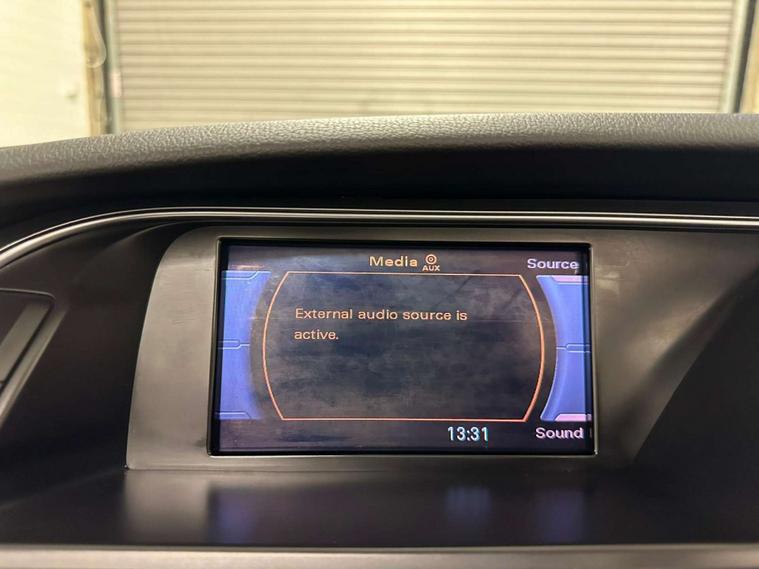 Media AUX
Source
External audio source is
active.
13:31
Sound